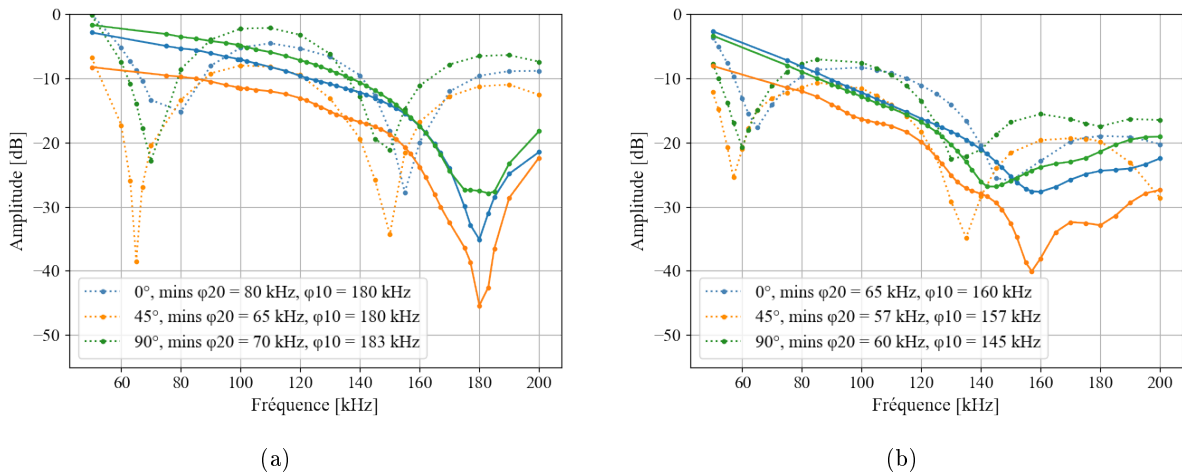 0
−10
−20
−30
−40
−50
Amplitude [dB]
60 80 100 120 140 160 180 200
Fréquence [kHz]
0°, mins φ20 = 80 kHz, φ10 = 180 kHz
45°, mins φ20 = 65 kHz, φ10 = 180 kHz
90°, mins φ20 = 70 kHz, φ10 = 183 kHz
(a)
0
−10
−20
−30
−40
−50
Amplitude [dB]
60 80 100 120 140 160 180 200
Fréquence [kHz]
0°, mins φ20 = 65 kHz, φ10 = 160 kHz
45°, mins φ20 = 57 kHz, φ10 = 157 kHz
90°, mins φ20 = 60 kHz, φ10 = 145 kHz
(b)